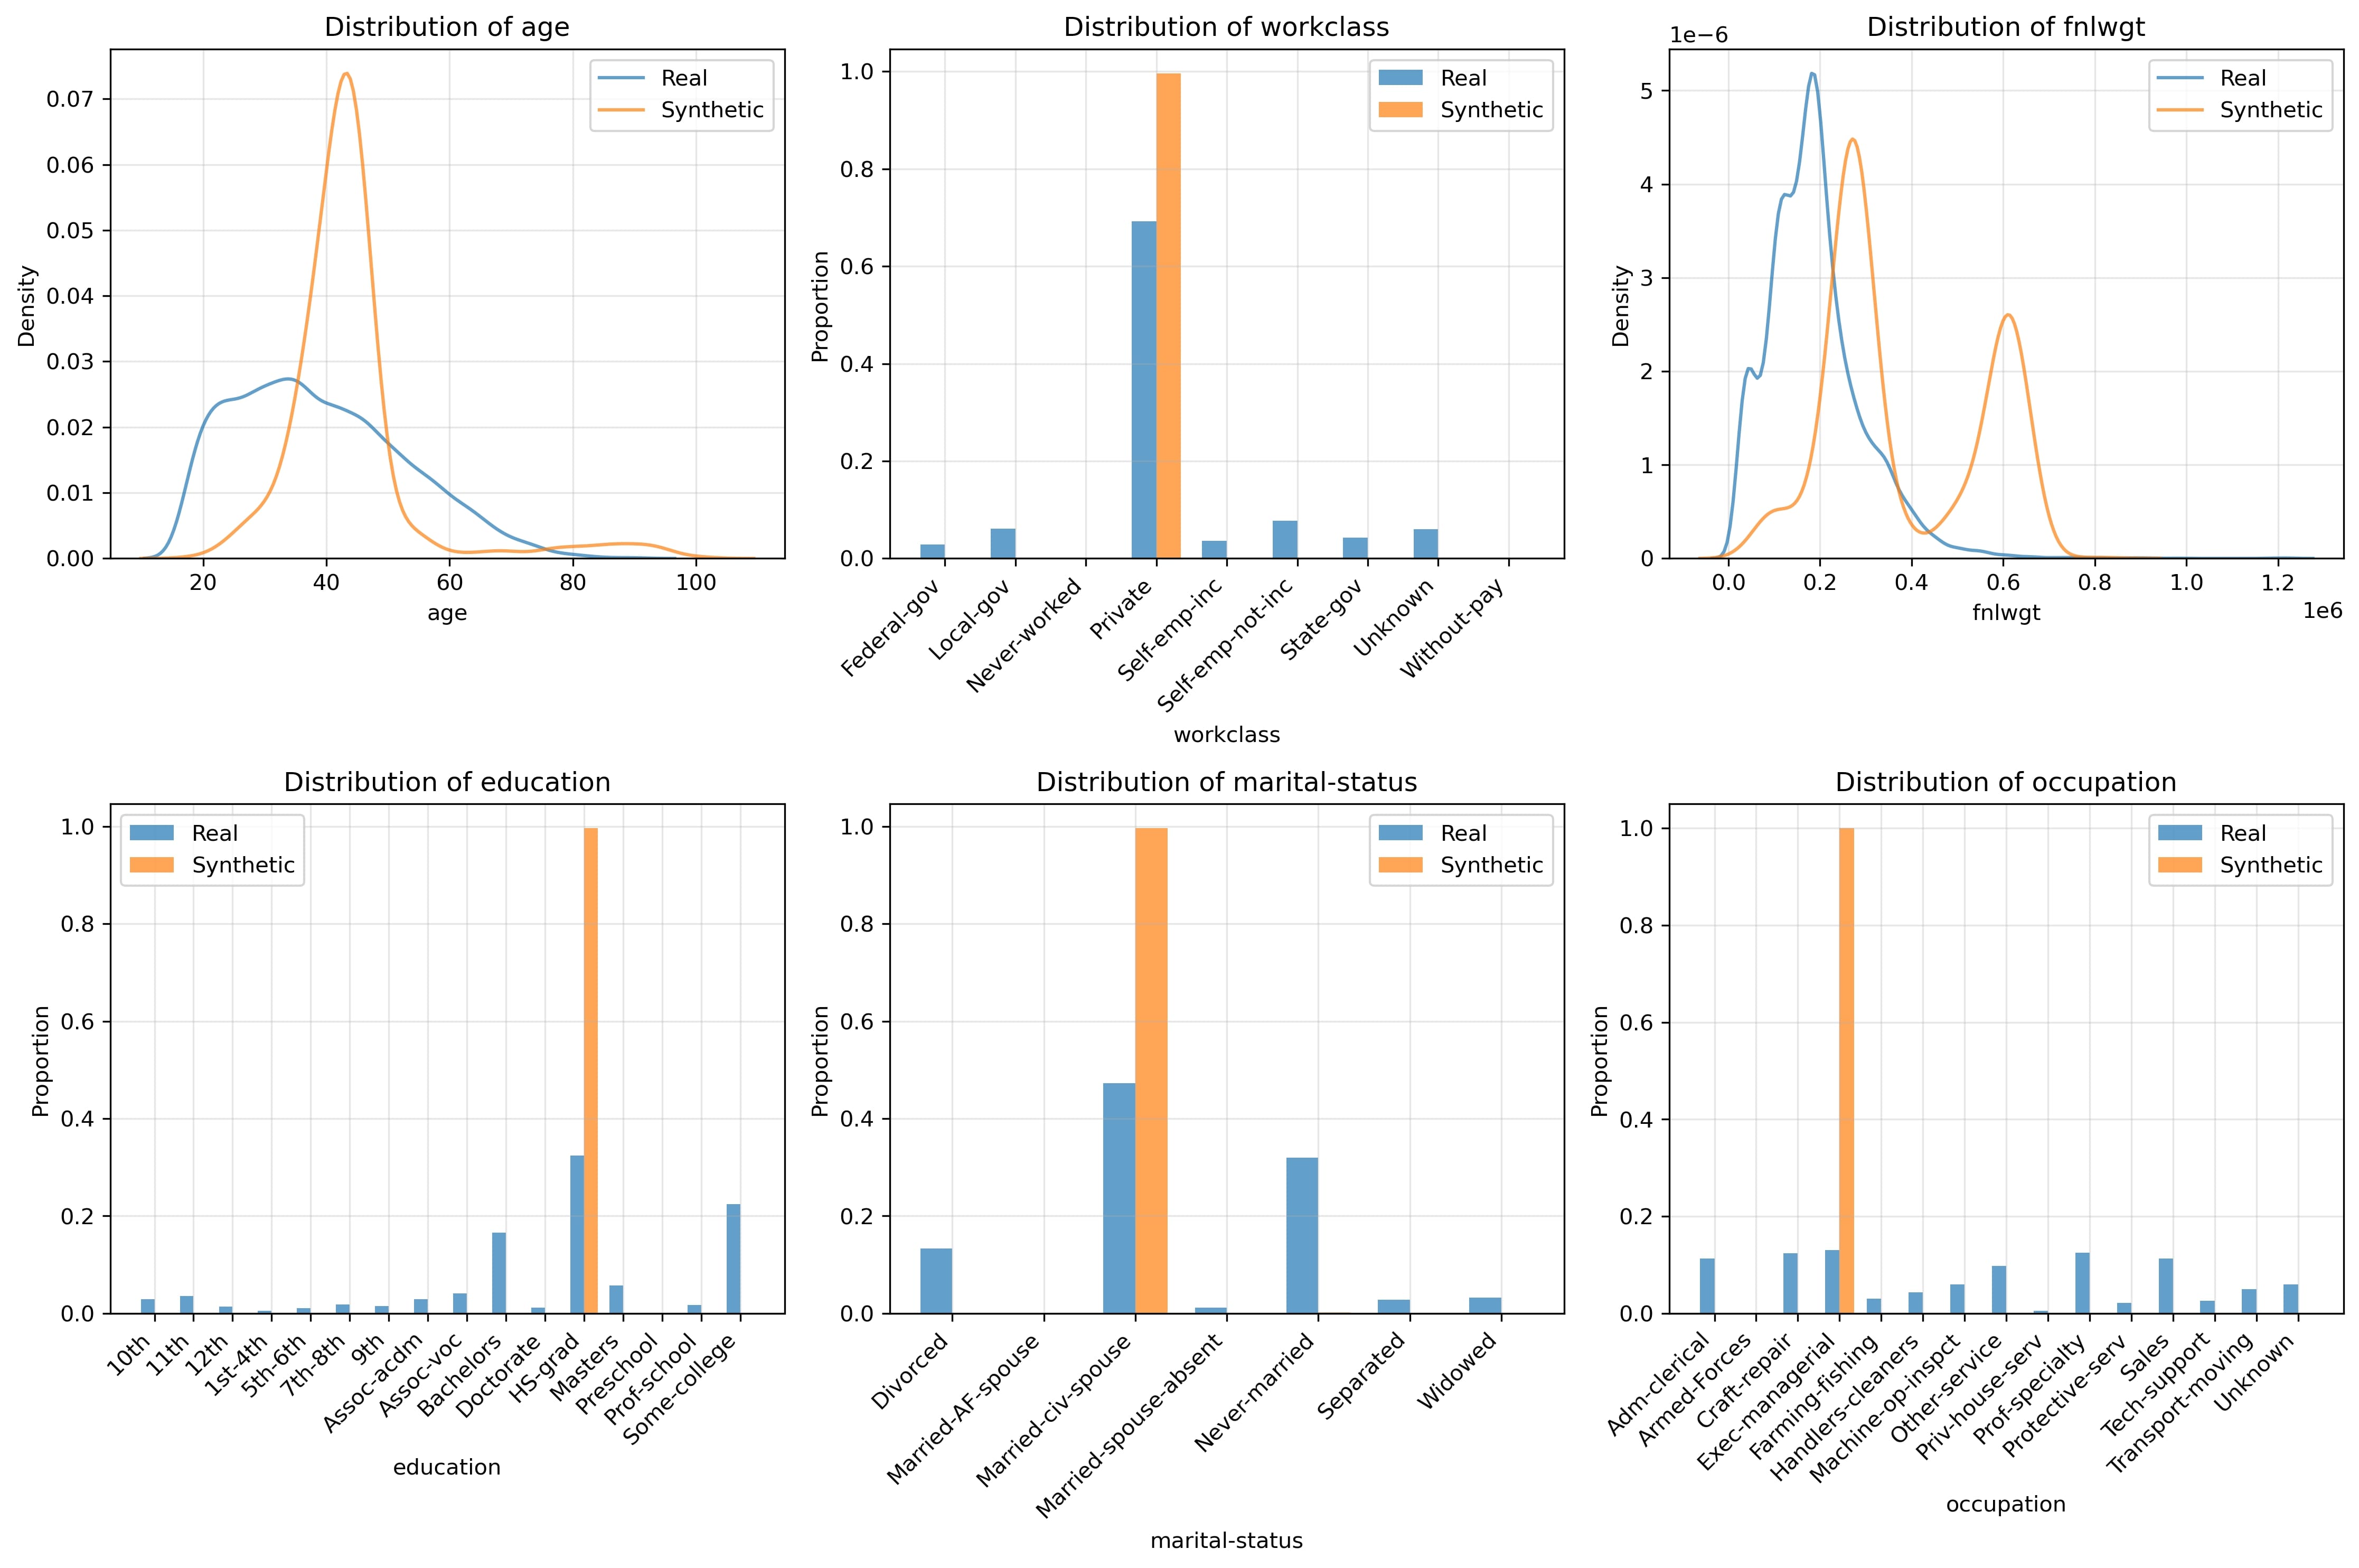 Distribution of age
Real
Synthetic
0.07
0.06
0.05
0.04
0.03
0.02
0.01
0.00
Density
20 40 60 80 100
age
Distribution of workclass
Real
Synthetic
1.0
0.8
0.6
0.4
0.2
0.0
Proportion
Federal-gov
Local-gov
Never-worked
Private
Self-emp-inc
Self-emp-not-inc
State-gov
Unknown
Without-pay
workclass
Distribution of fnlwgt
1e−6
Real
Synthetic
5
4
3
2
1
0
Density
0.0 0.2 0.4 0.6 0.8 1.0 1.2
1e6
fnlwgt
Distribution of education
Real
Synthetic
1.0
0.8
0.6
0.4
0.2
0.0
Proportion
10th
11th
12th
1st-4th
5th-6th
7th-8th
9th
Assoc-acdm
Assoc-voc
Bachelors
Doctorate
HS-grad
Masters
Preschool
Prof-school
Some-college
education
Distribution of marital-status
Real
Synthetic
1.0
0.8
0.6
0.4
0.2
0.0
Proportion
Divorced
Married-AF-spouse
Married-civ-spouse
Married-spouse-absent
Never-married
Separated
Widowed
marital-status
Distribution of occupation
Real
Synthetic
1.0
0.8
0.6
0.4
0.2
0.0
Proportion
Adm-clerical
Armed-Forces
Craft-repair
Exec-managerial
Farming-fishing
Handlers-cleaners
Machine-op-inspct
Other-service
Priv-house-serv
Prof-specialty
Protective-serv
Sales
Tech-support
Transport-moving
Unknown
occupation